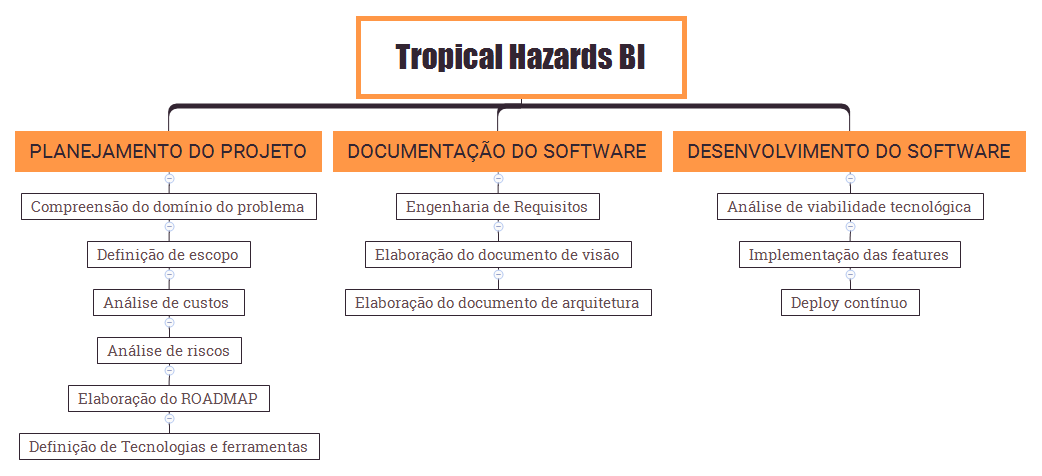 Tropical Hazards BI
PLANEJAMENTO DO PROJETO
Compreensão do domínio do problema
Definição de escopo
Análise de custos
Análise de riscos
Elaboração do ROADMAP
Definição de Tecnologias e ferramentas
DOCUMENTAÇÃO DO SOFTWARE
Engenharia de Requisitos
Elaboração do documento de visão
Elaboração do documento de arquitetura
DESENVOLVIMENTO DO SOFTWARE
Análise de viabilidade tecnológica
Implementação das features
Deploy contínuo